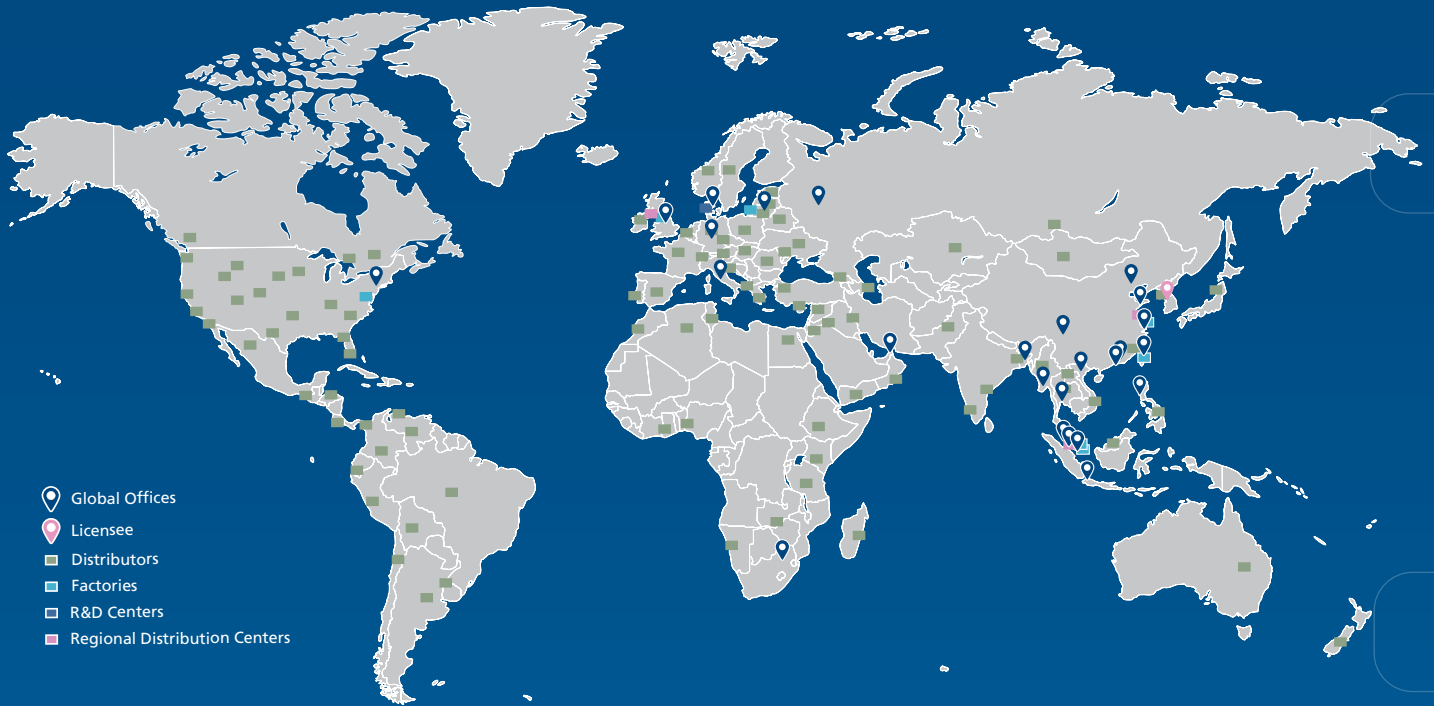 Global Offices
Licensee
Distributors
Factories
R&D Centers
Regional Distribution Centers